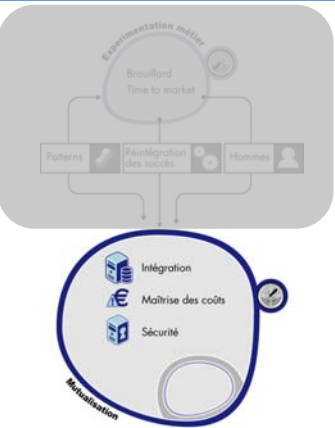 Expérimentation métier
Brouillard
Time to market
Patterns
Réintégration
des succès
Hommes
Intégration
Maîtrise des coûts
Sécurité
Mutualisation